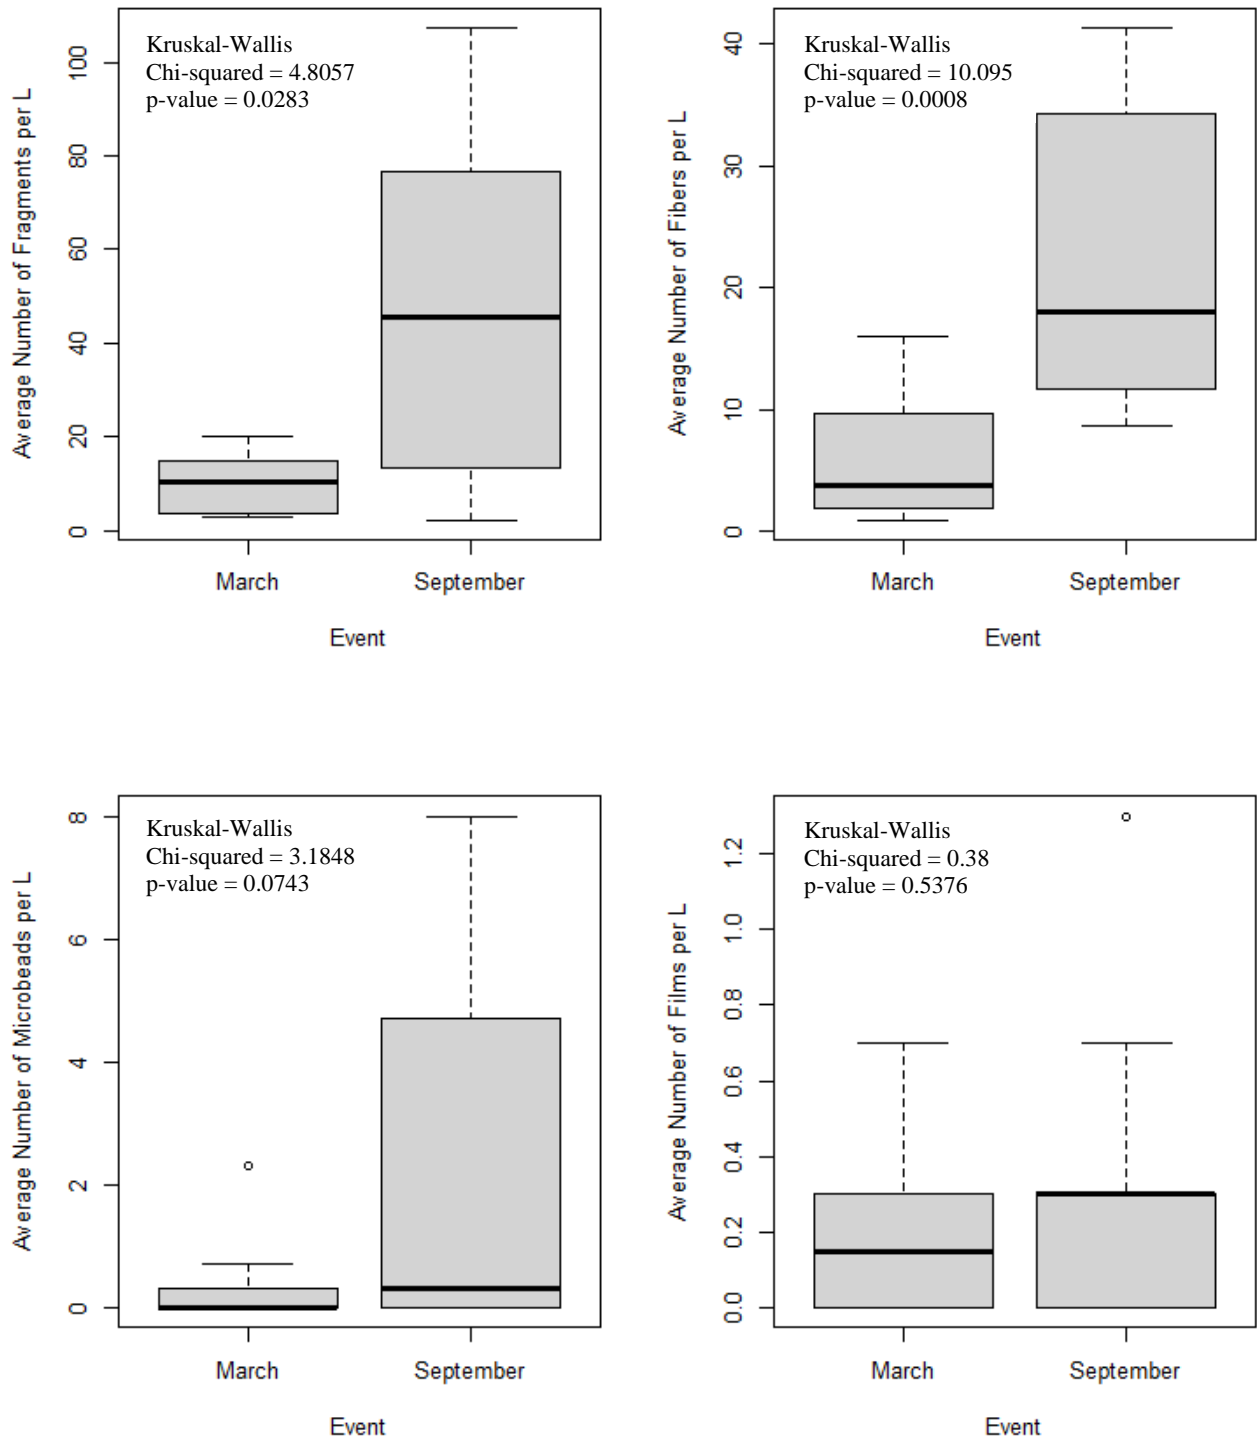 Kruskal-Wallis
Chi-squared = 4.8057
p-value = 0.0283
Average Number of Fragments per L
100
80
60
40
20
0
March
September
Event
Kruskal-Wallis
Chi-squared = 10.095
p-value = 0.0008
Average Number of Fibers per L
40
30
20
10
0
March
September
Event
Kruskal-Wallis
Chi-squared = 3.1848
p-value = 0.0743
Average Number of Microbeads per L
8
6
4
2
0
March
September
Event
Kruskal-Wallis
Chi-squared = 0.38
p-value = 0.5376
Average Number of Films per L
1.2
1.0
0.8
0.6
0.4
0.2
0.0
March
September
Event